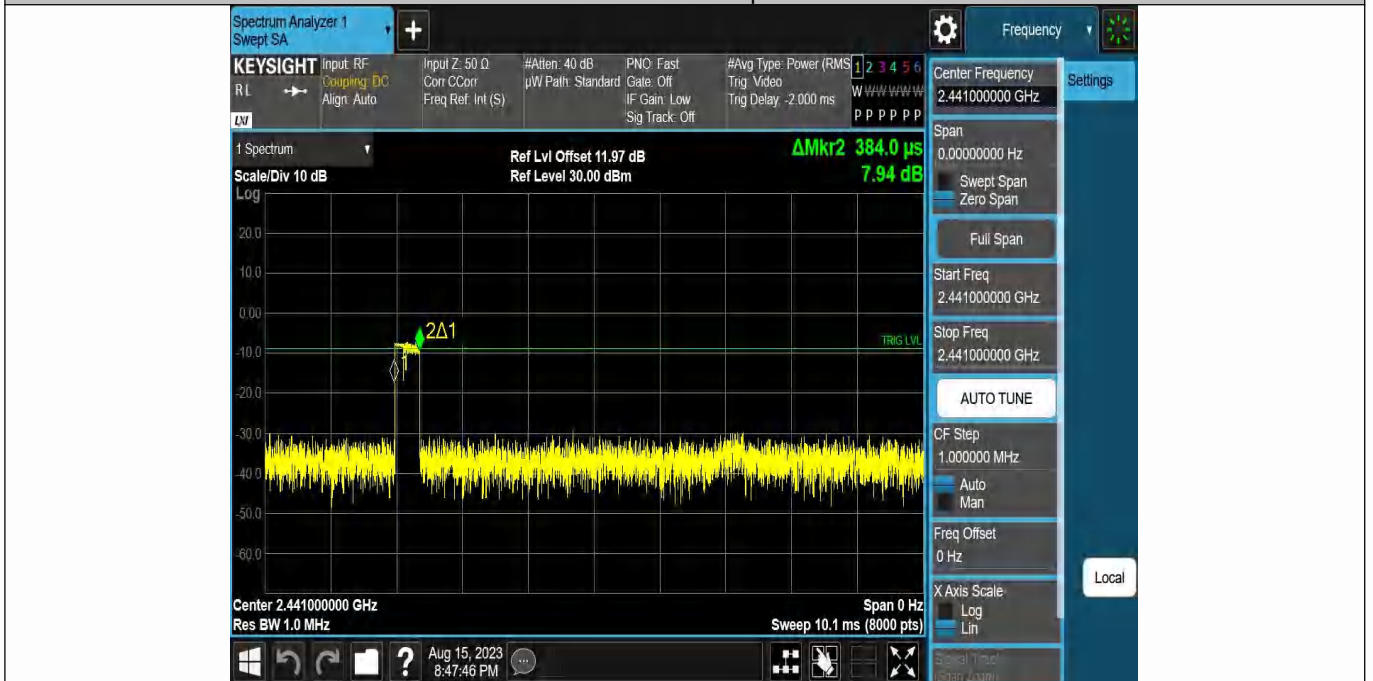 Spectrum Analyzer 1
Swept SA
Frequency
KEYSIGHT
R L
LXI
Input: RF
Coupling: DC
Align: Auto
Input Z: 50 Ω
Corr CCorr
Freq Ref: Int (S)
#Atten: 40 dB
µW Path: Standard
PNO: Fast
Gate: Off
IF Gain: Low
Sig Track: Off
#Avg Type: Power (RMS
Trig: Video
Trig Delay: -2.000 ms
1 2 3 4 5 6
W W W W W W
P P P P P P
Center Frequency
2.441000000 GHz
Settings
1 Spectrum
Scale/Div 10 dB
Log
Ref Lvl Offset 11.97 dB
Ref Level 30.00 dBm
ΔMkr2 384.0 µs
7.94 dB
Span
0.00000000 Hz
Swept Span
Zero Span
Full Span
Start Freq
2.441000000 GHz
Stop Freq
2.441000000 GHz
AUTO TUNE
CF Step
1.000000 MHz
Auto
Man
Freq Offset
0 Hz
X Axis Scale
Log
Lin
Local
20.0
10.0
0.00
-10.0
-20.0
-30.0
-40.0
-50.0
-60.0
2Δ1
TRIG LVL
Center 2.441000000 GHz
Res BW 1.0 MHz
Span 0 Hz
Sweep 10.1 ms (8000 pts)
?
Aug 15, 2023
8:47:46 PM